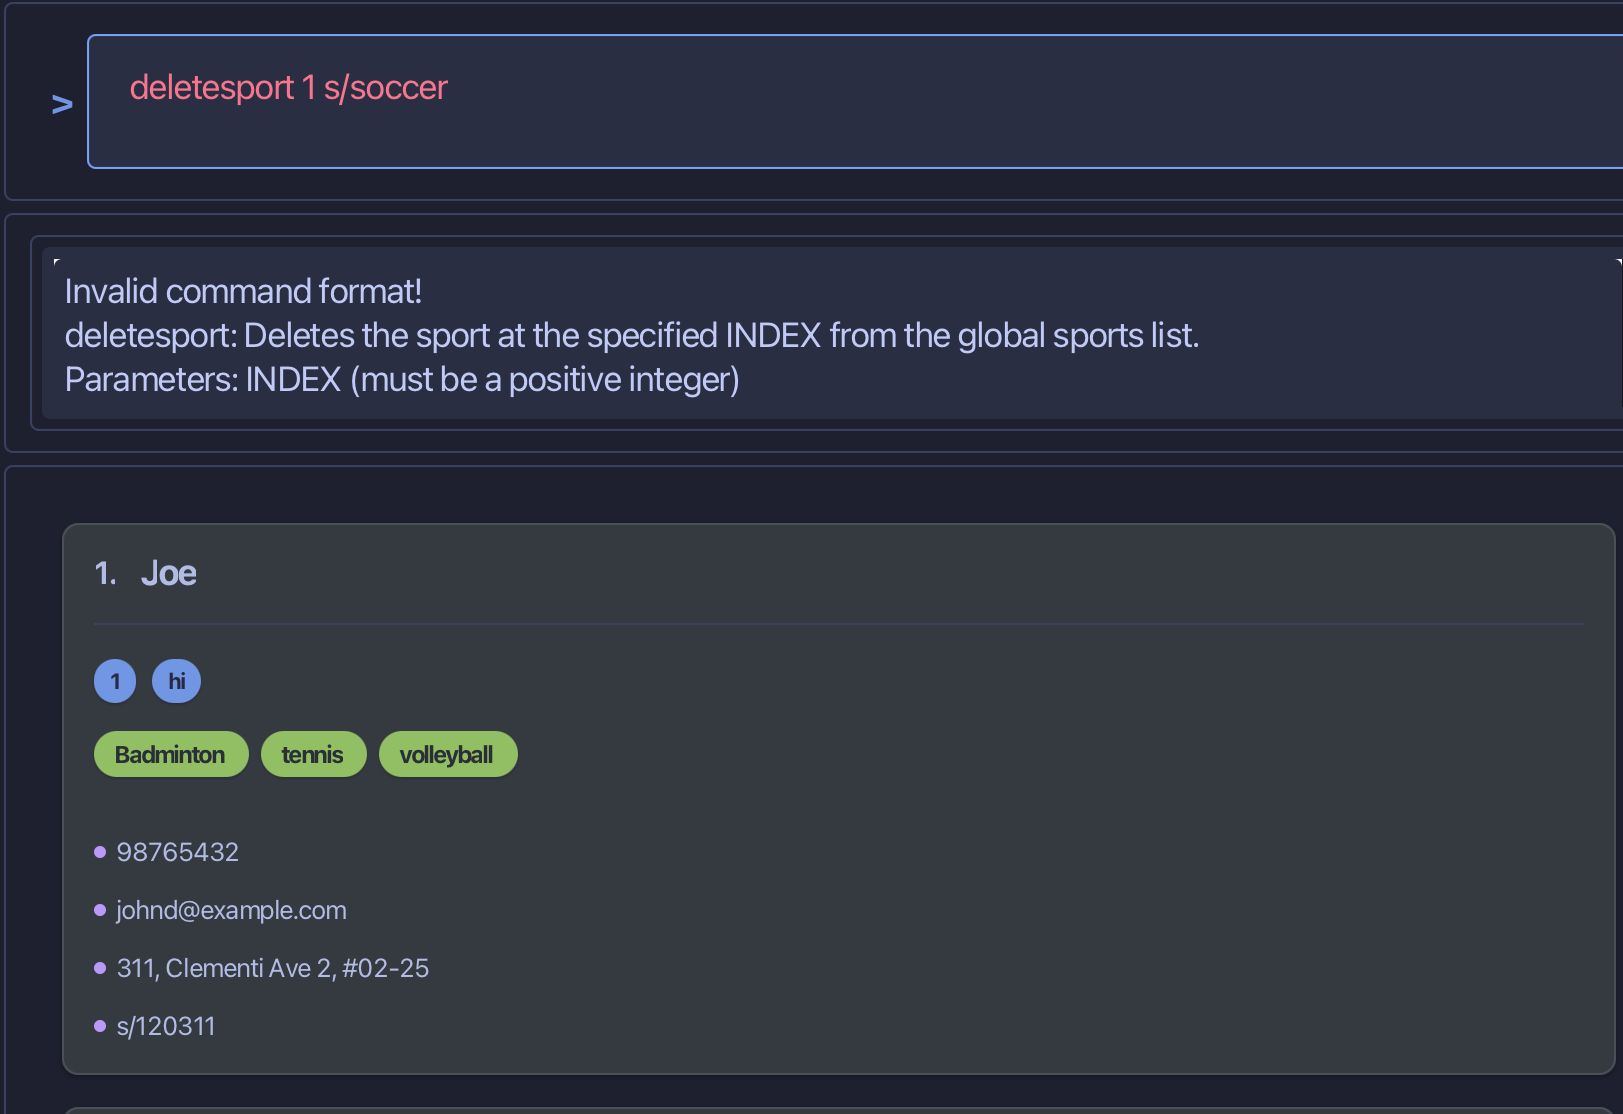 >
deletesport 1 s/soccer
Invalid command format!
deletesport: Deletes the sport at the specified INDEX from the global sports list.
Parameters: INDEX (must be a positive integer)
1. Joe
1 hi
Badminton tennis volleyball
98765432
johnd@example.com
311, Clementi Ave 2, #02-25
s/120311